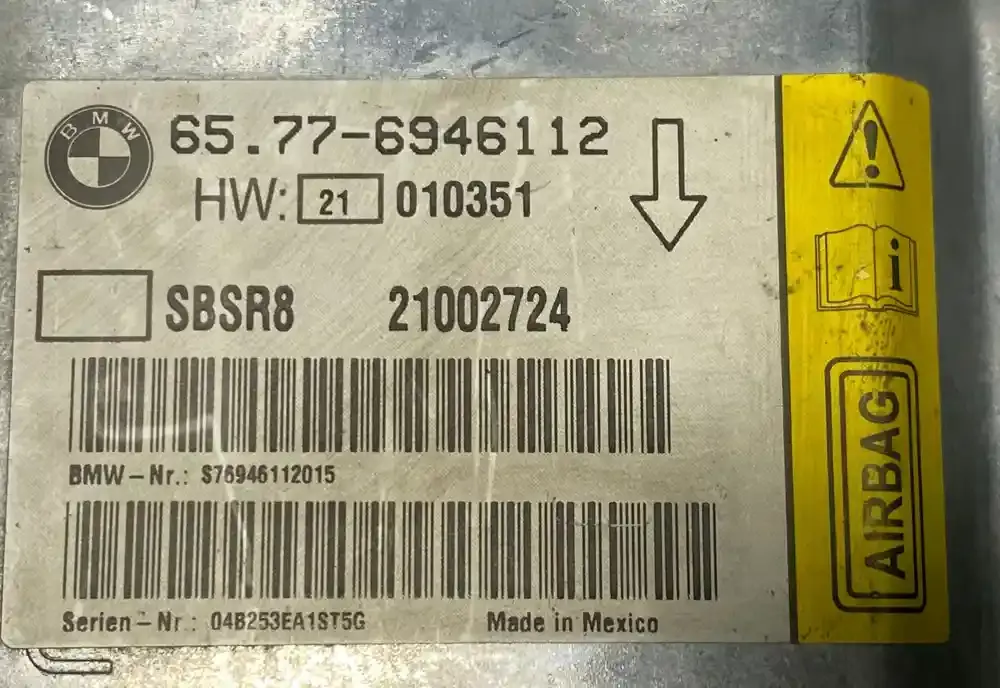 BMW
65.77-6946112
HW: 21 010351
SBSR8 21002724
BMW-Nr.: S76946112015
Serien-Nr: 04B253EA1ST5G Made in Mexico
!
i
AIRBAG